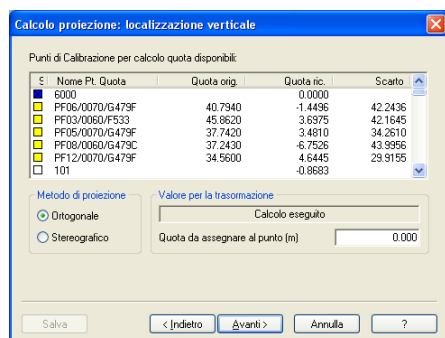 Calcolo proiezione: localizzazione verticale
Punti di Calibrazione per calcolo quota disponibili:
S Nome Pt. Quota Quota orig. Quota ric. Scarto
6000 0.0000
PF06/0070/G479F 40.7940 -1.4496 42.2436
PF03/0060/F533 45.8620 3.6975 42.1645
PF05/0070/G479F 37.7420 3.4810 34.2610
PF08/0060/G479C 37.2430 -6.7526 43.9956
PF12/0070/G479F 34.5600 4.6445 29.9155
101 -0.8683
Metodo di proiezione Valore per la trasormazione
Ortogonale Calcolo eseguito
Stereografico Quota da assegnare al punto (m) 0.000
Salva < Indietro Avanti > Annulla ?